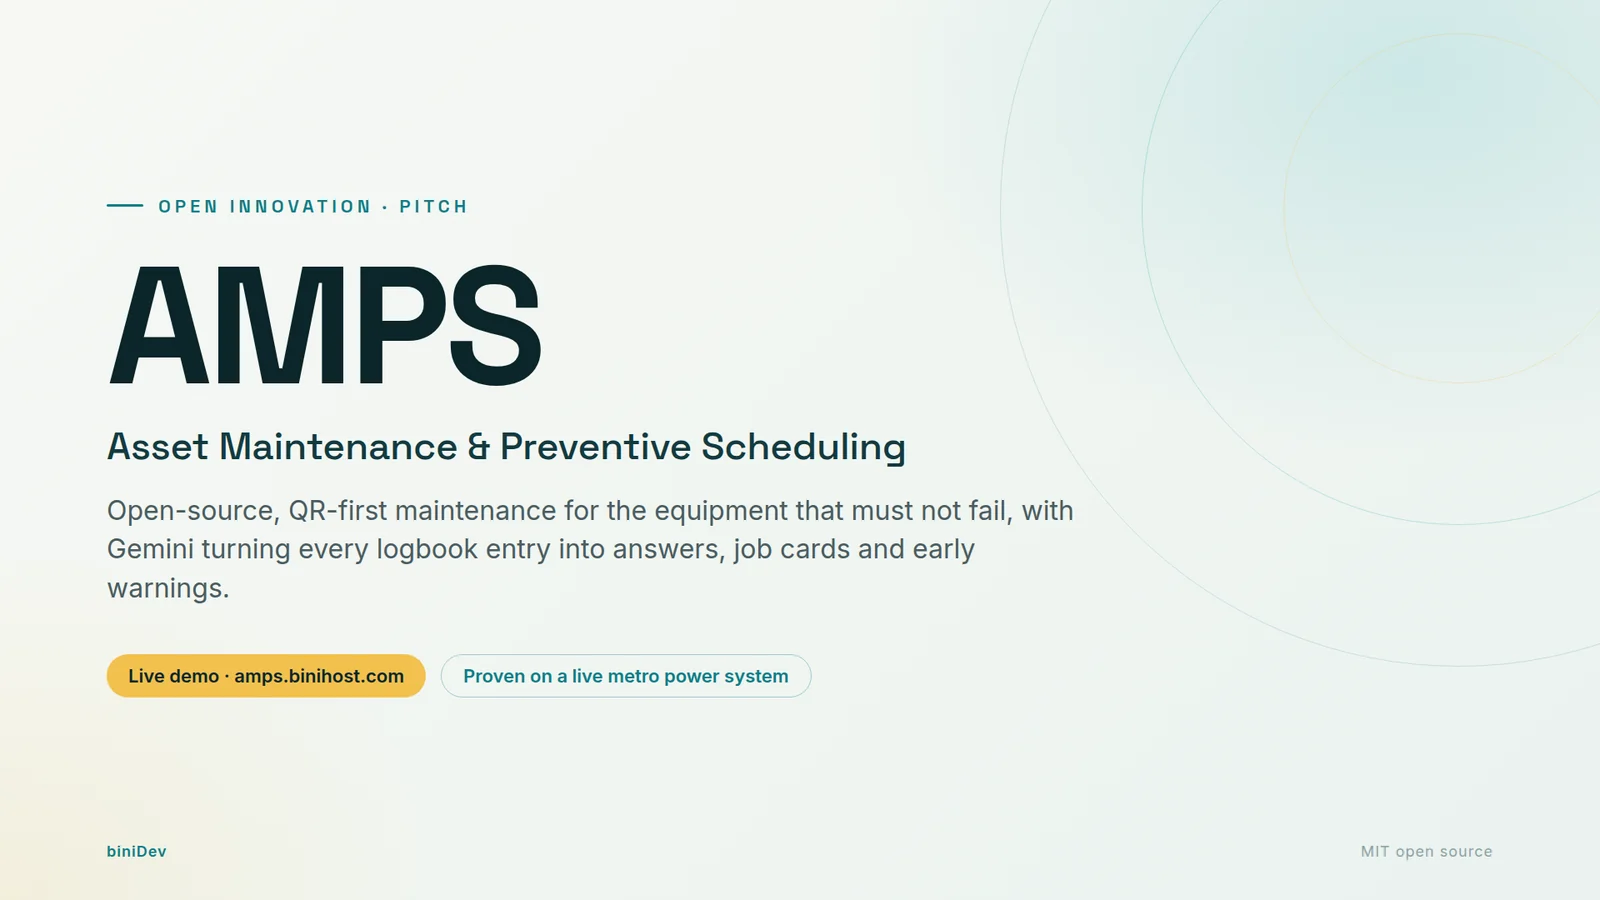 OPEN INNOVATION · PITCH
AMPS
Asset Maintenance & Preventive Scheduling
Open-source, QR-first maintenance for the equipment that must not fail, with
Gemini turning every logbook entry into answers, job cards and early
warnings.
Live demo · amps.binihost.com
Proven on a live metro power system
biniDev
MIT open source